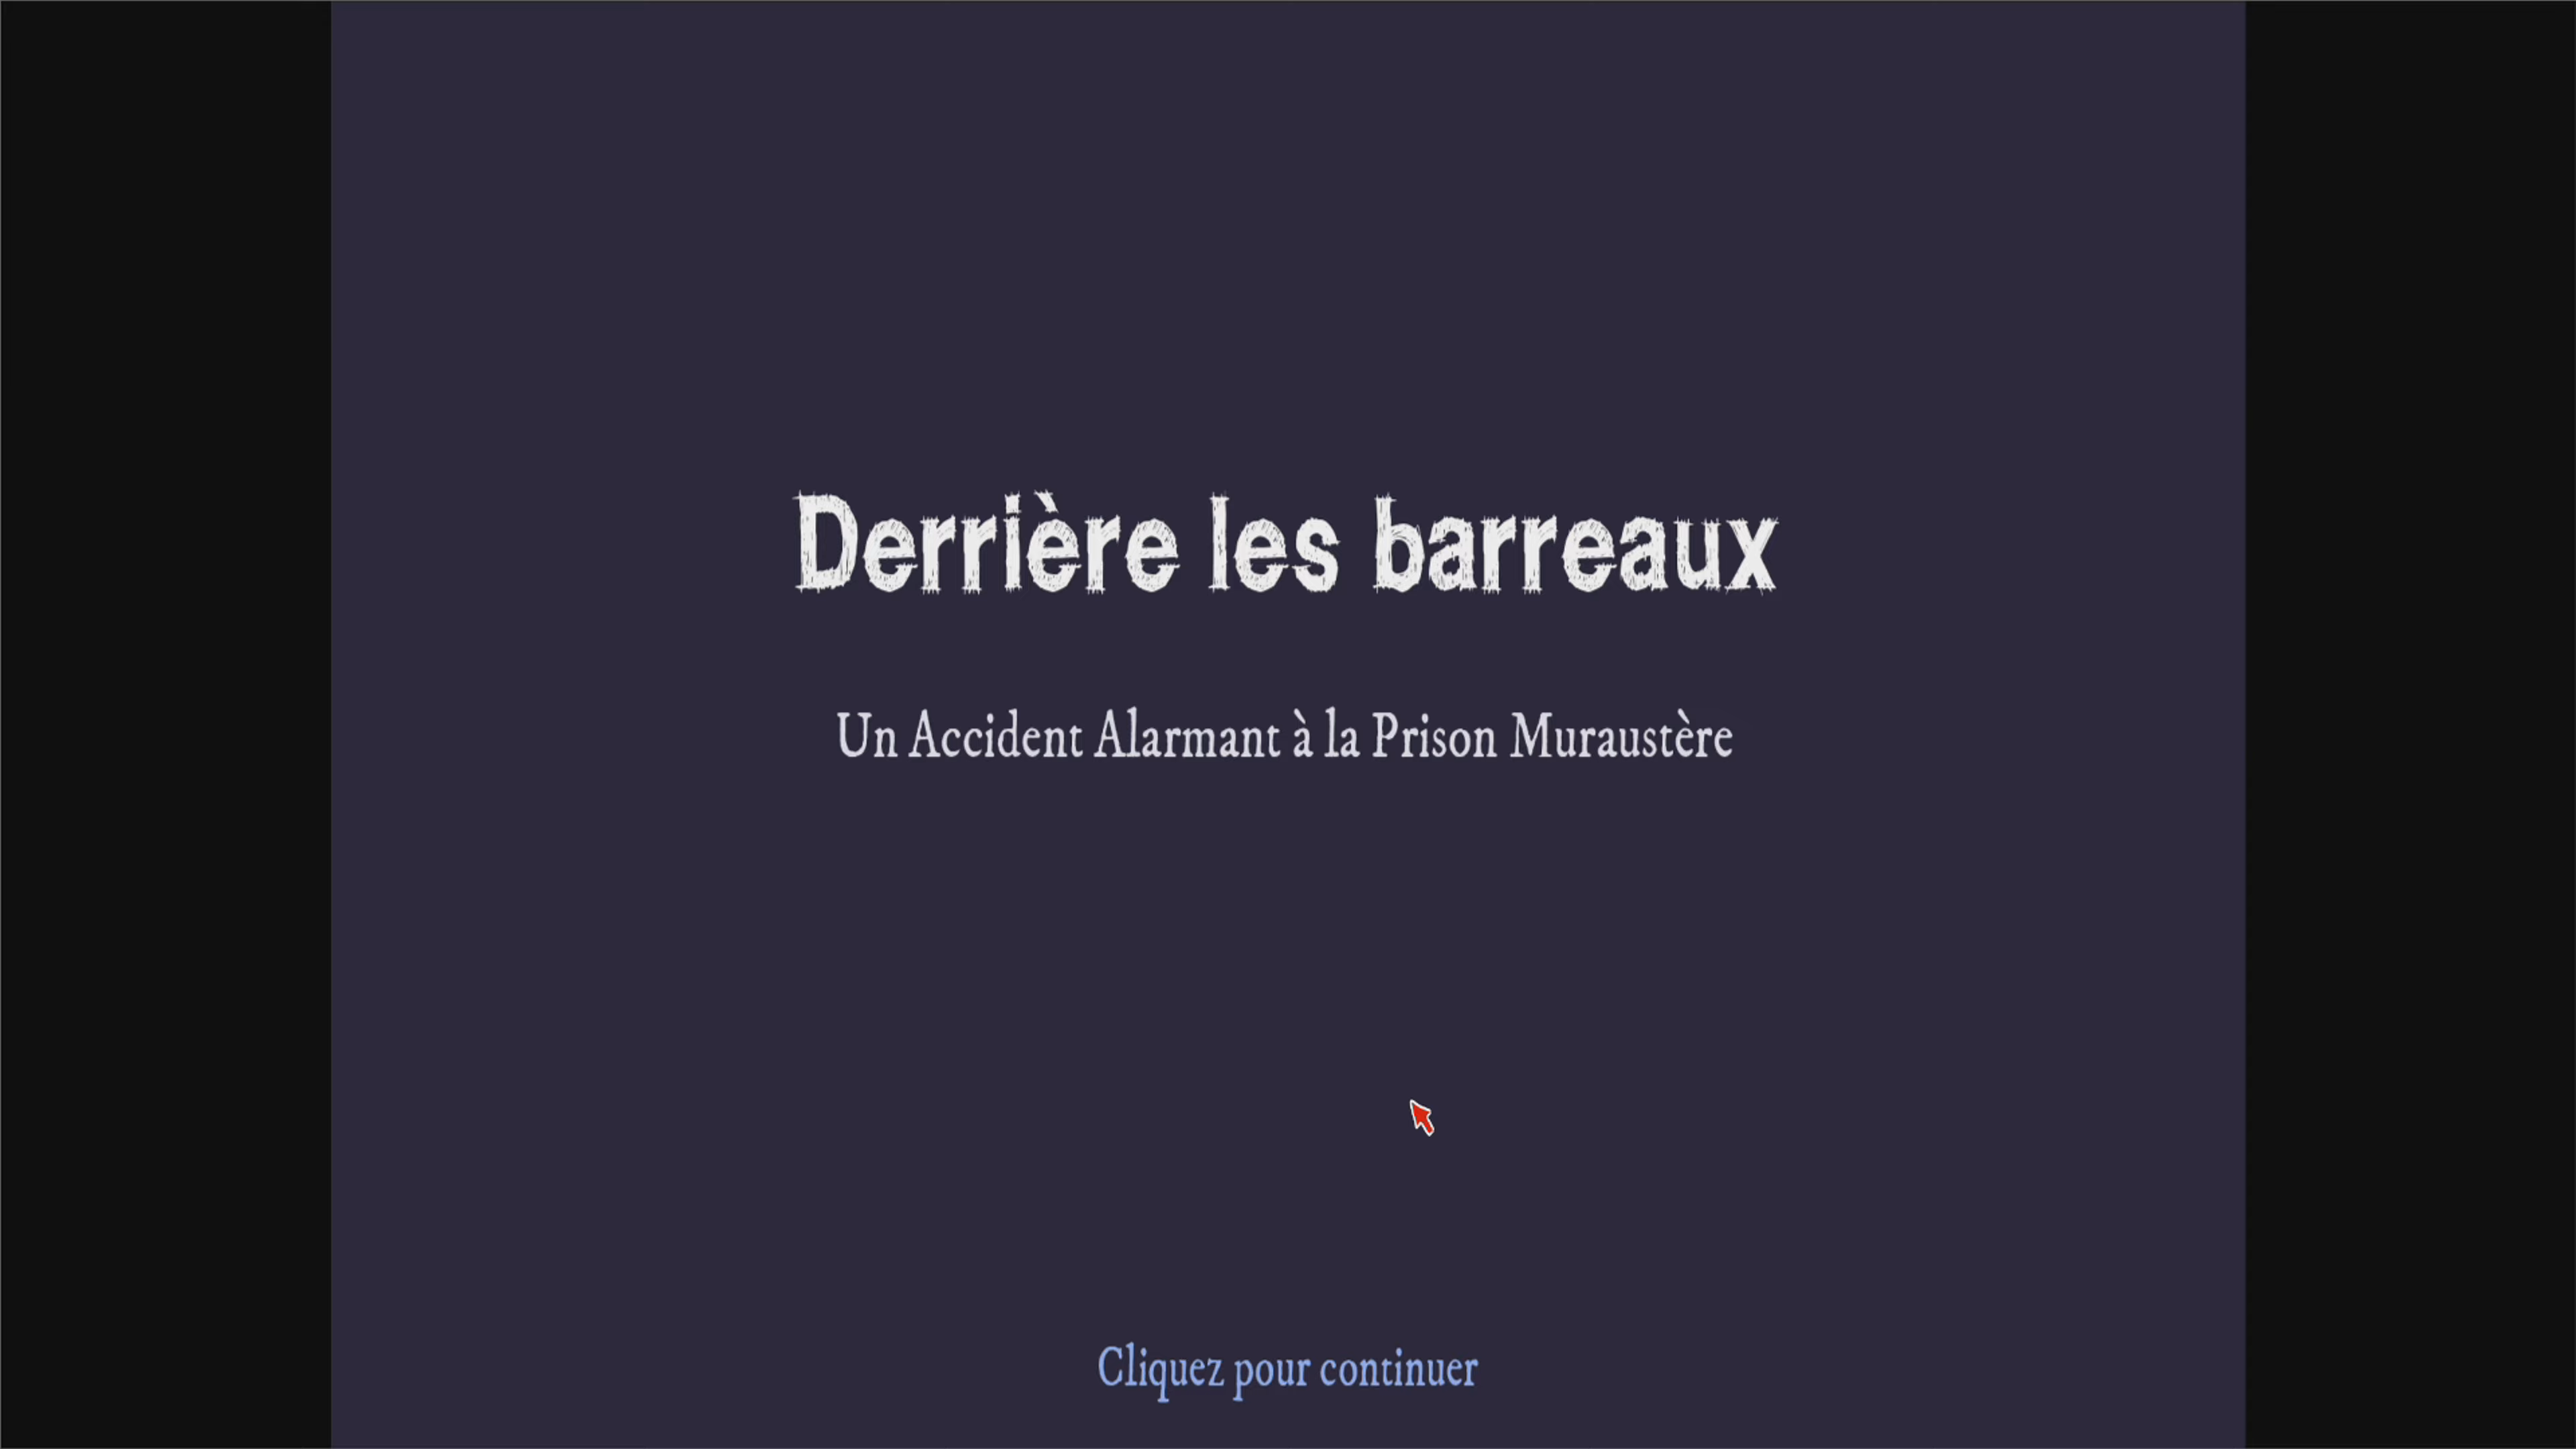 Derrière les barreaux
Un Accident Alarmant à la Prison Muraustère
Cliquez pour continuer